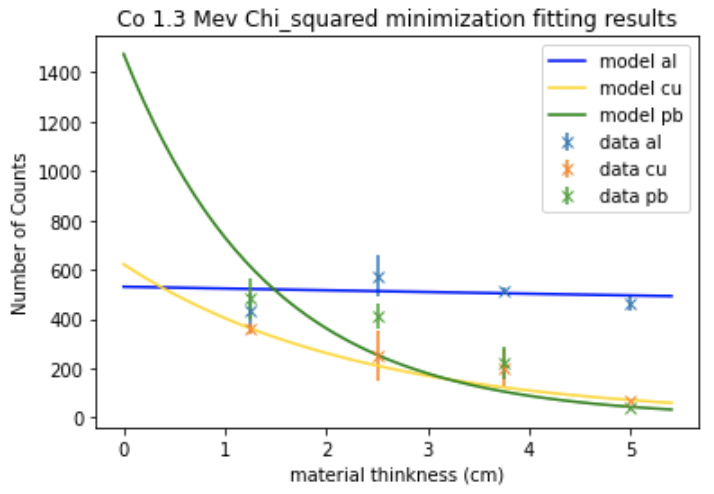 Co 1.3 Mev Chi_squared minimization fitting results
model al
model cu
model pb
data al
data cu
data pb
Number of Counts
1400
1200
1000
800
600
400
200
0
0 1 2 3 4 5
material thinkness (cm)